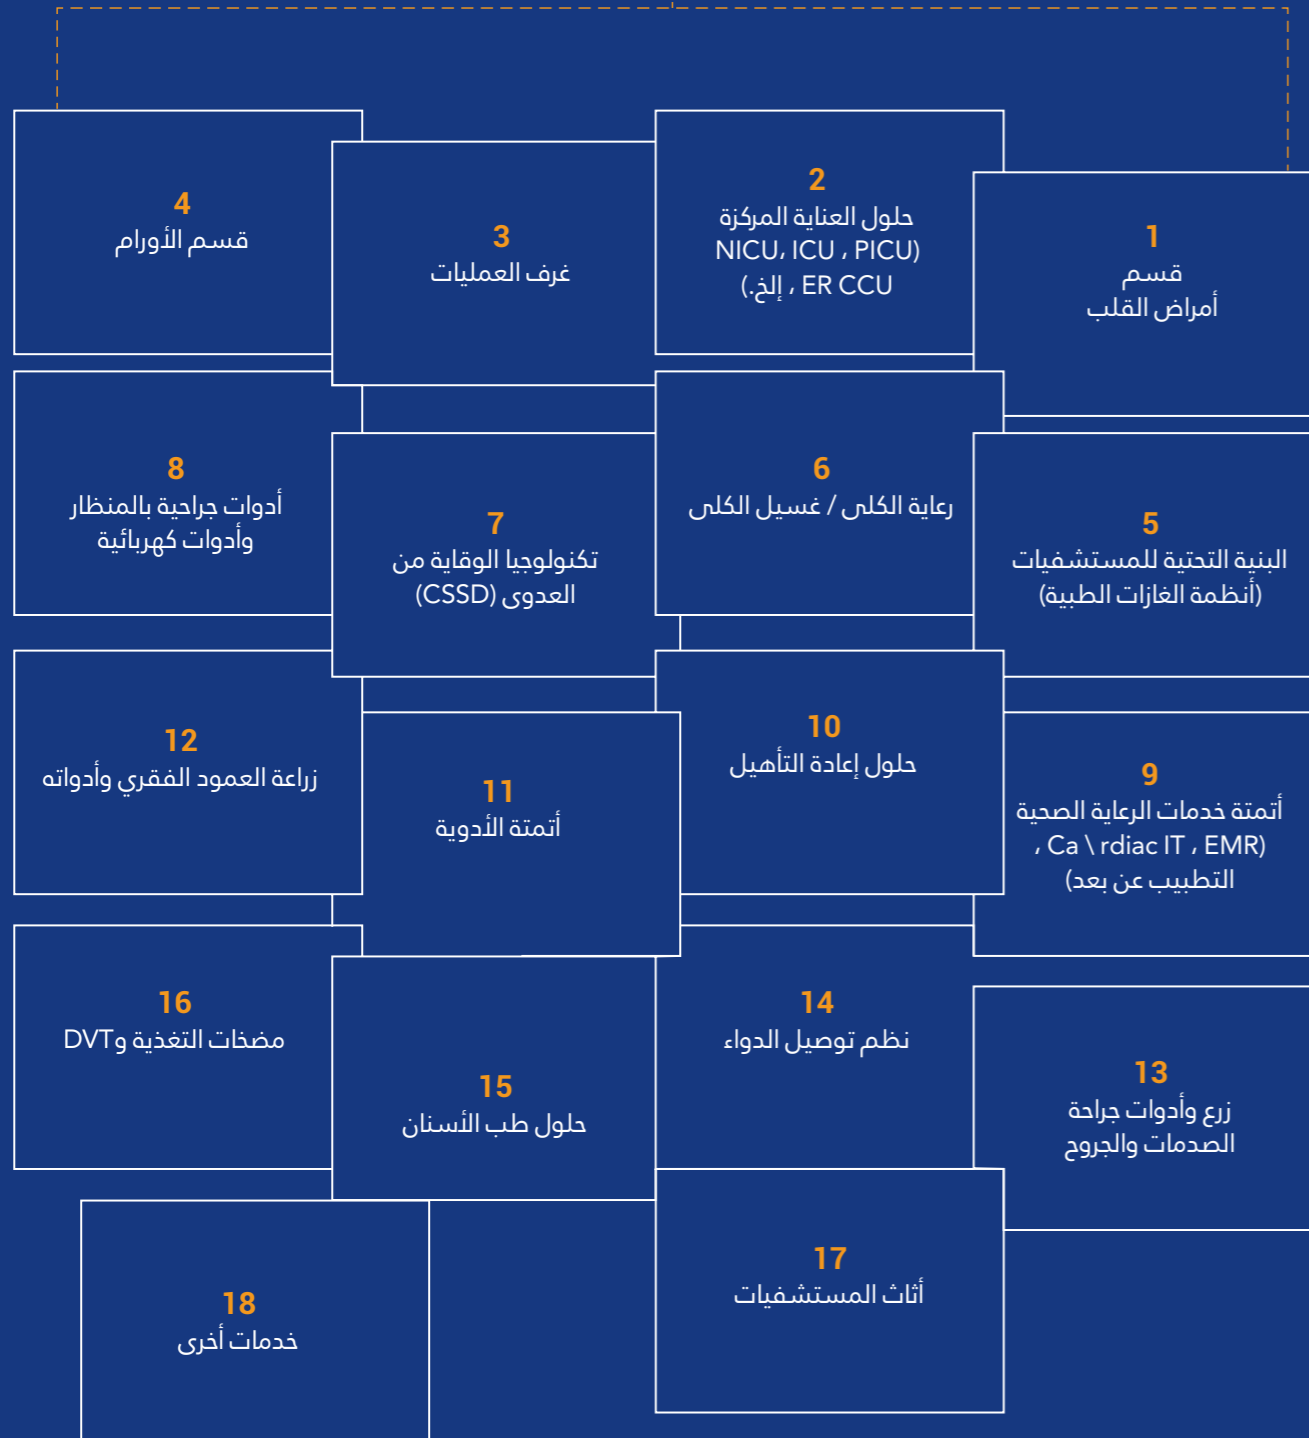 1
قسم
أمراض القلب
2
حلول العناية المركزة
(NICU، ICU ، PICU
ER CCU ، إلخ.)
3
غرف العمليات
4
قسم الأورام
5
البنية التحتية للمستشفيات
(أنظمة الغازات الطبية)
6
رعاية الكلى / غسيل الكلى
7
تكنولوجيا الوقاية من
العدوى (CSSD)
8
أدوات جراحية بالمنظار
وأدوات كهربائية
9
أتمتة خدمات الرعاية الصحية
(Ca \ rdiac IT ، EMR ،
التطبيب عن بعد)
10
حلول إعادة التأهيل
11
أتمتة الأدوية
12
زراعة العمود الفقري وأدواته
13
زرع وأدوات جراحة
الصدمات والجروح
14
نظم توصيل الدواء
15
حلول طب الأسنان
16
مضخات التغذية وDVT
17
أثاث المستشفيات
18
خدمات أخرى